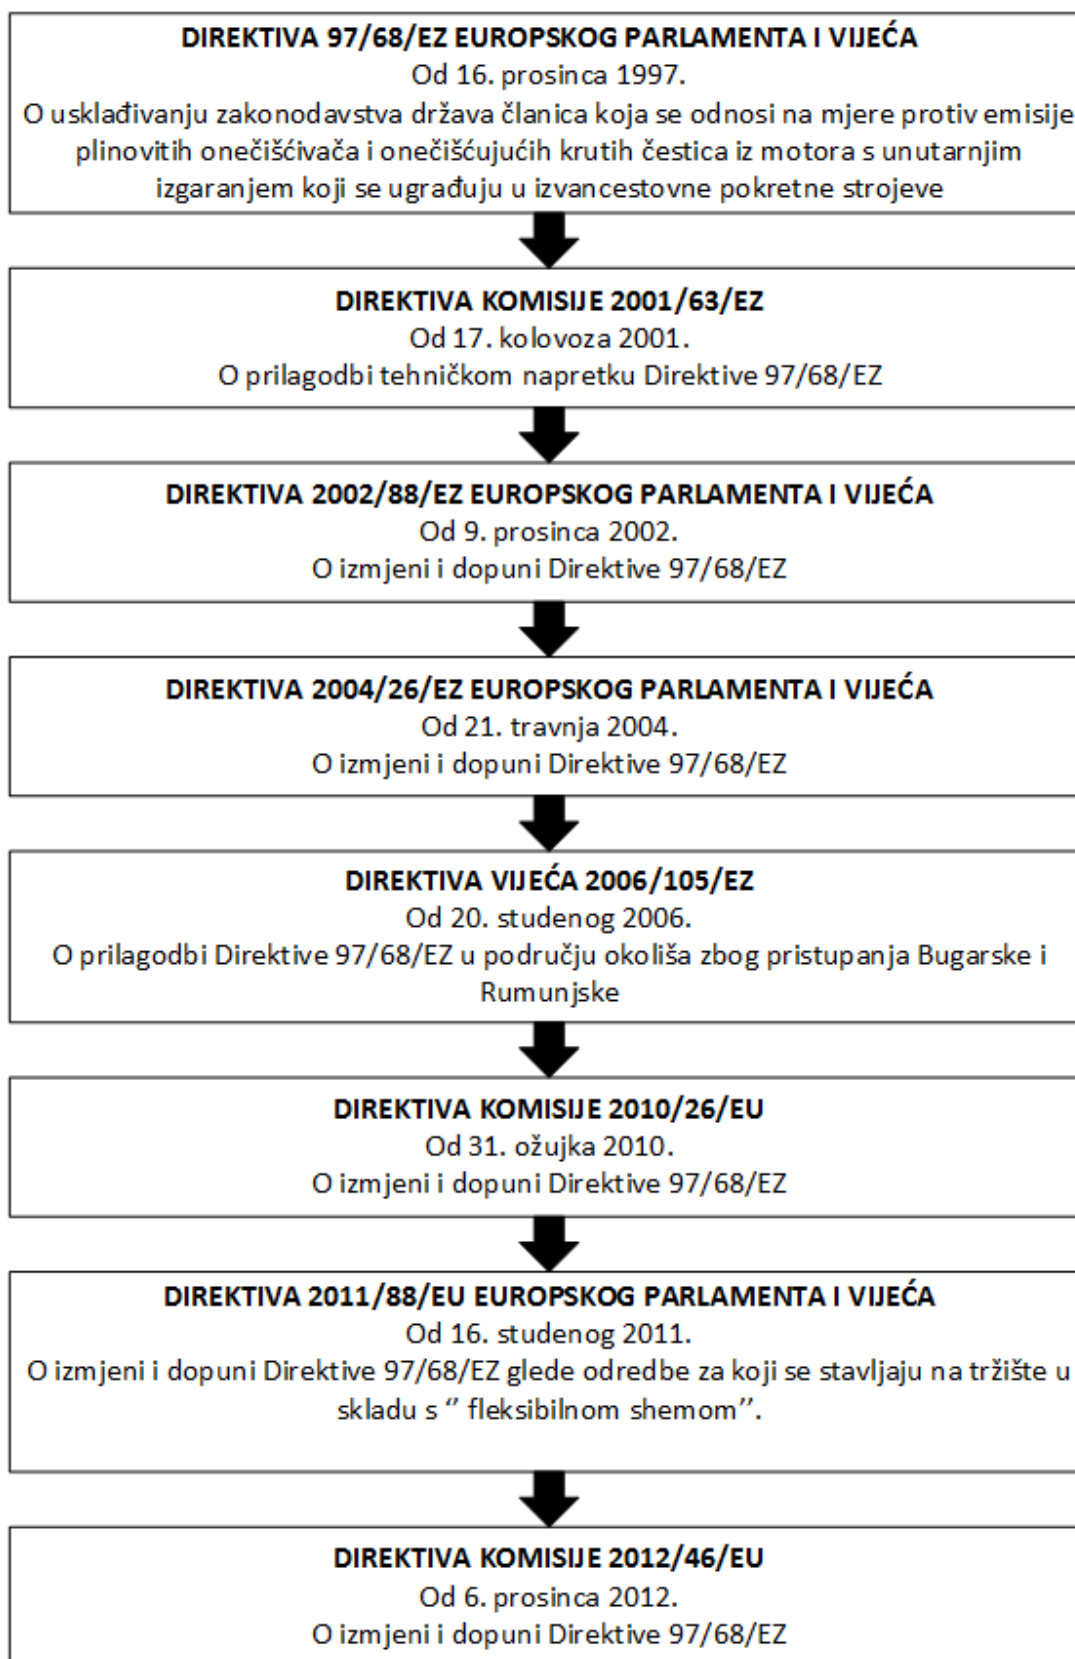 DIREKTIVA 97/68/EZ EUROPSKOG PARLAMENTA I VIJEĆA
Od 16. prosinca 1997.
O usklađivanju zakonodavstva država članica koja se odnosi na mjere protiv emisije
plinovitih onečišćivača i onečišćujućih krutih čestica iz motora s unutarnjim
izgaranjem koji se ugrađuju u izvancestovne pokretne strojeve
DIREKTIVA KOMISIJE 2001/63/EZ
Od 17. kolovoza 2001.
O prilagodbi tehničkom napretku Direktive 97/68/EZ
DIREKTIVA 2002/88/EZ EUROPSKOG PARLAMENTA I VIJEĆA
Od 9. prosinca 2002.
O izmjeni i dopuni Direktive 97/68/EZ
DIREKTIVA 2004/26/EZ EUROPSKOG PARLAMENTA I VIJEĆA
Od 21. travnja 2004.
O izmjeni i dopuni Direktive 97/68/EZ
DIREKTIVA VIJEĆA 2006/105/EZ
Od 20. studenog 2006.
O prilagodbi Direktive 97/68/EZ u području okoliša zbog pristupanja Bugarske i
Rumunjske
DIREKTIVA KOMISIJE 2010/26/EU
Od 31. ožujka 2010.
O izmjeni i dopuni Direktive 97/68/EZ
DIREKTIVA 2011/88/EU EUROPSKOG PARLAMENTA I VIJEĆA
Od 16. studenog 2011.
O izmjeni i dopuni Direktive 97/68/EZ glede odredbe za koji se stavljaju na tržište u
skladu s ‘’ fleksibilnom shemom’’.
DIREKTIVA KOMISIJE 2012/46/EU
Od 6. prosinca 2012.
O izmjeni i dopuni Direktive 97/68/EZ